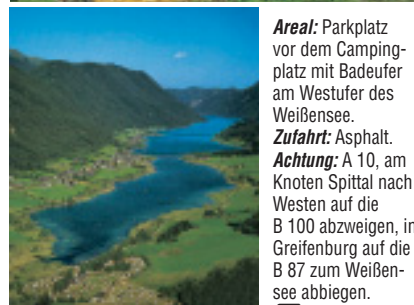 Areal: Parkplatz
vor dem Camping-
platz mit Badeufer
am Westufer des
Weißensee.
Zufahrt: Asphalt.
Achtung: A 10, am
Knoten Spittal nach
Westen auf die
B 100 abzweigen, in
Greifenburg auf die
B 87 zum Weißen-
see abbiegen.